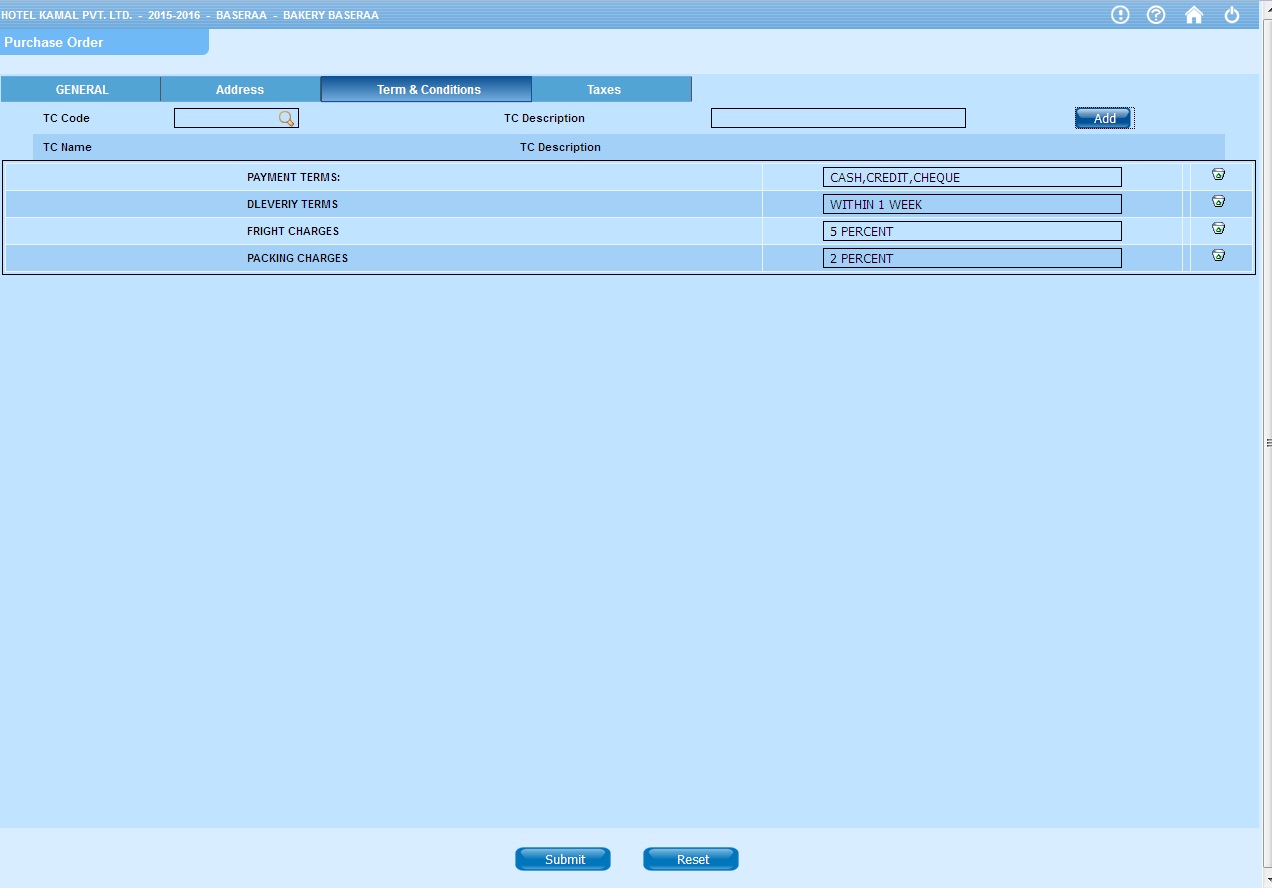 HOTEL KAMAL PVT. LTD. - 2015-2016 - BASERAA - BAKERY BASERAA
Purchase Order
GENERAL Address Term & Conditions Taxes
TC Code TC Description Add
TC Name TC Description
PAYMENT TERMS: CASH,CREDIT,CHEQUE
DLEVERIY TERMS WITHIN 1 WEEK
FRIGHT CHARGES 5 PERCENT
PACKING CHARGES 2 PERCENT
Submit Reset